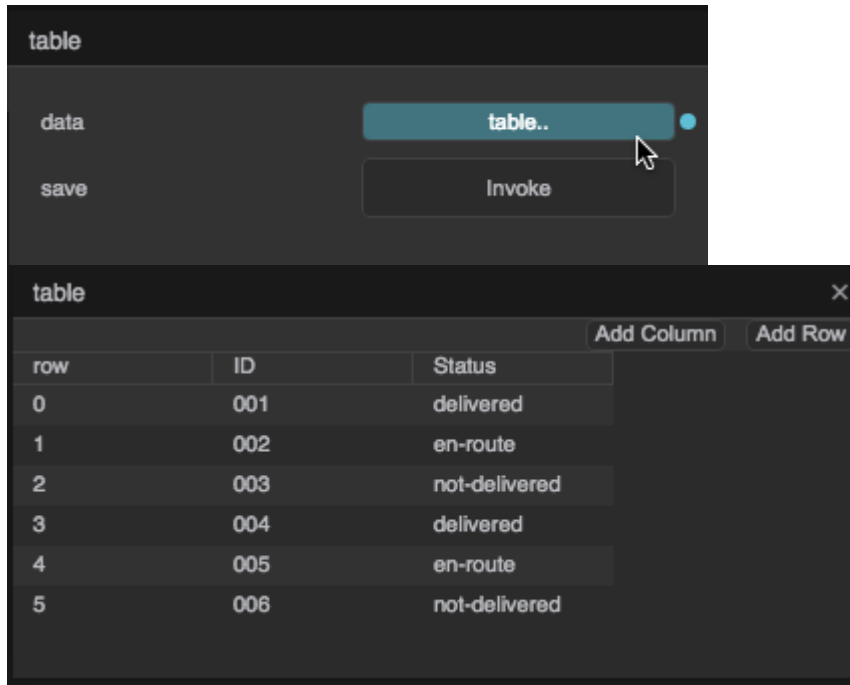 table
data table..
save Invoke
table ×
Add Column Add Row
row ID Status
0 001 delivered
1 002 en-route
2 003 not-delivered
3 004 delivered
4 005 en-route
5 006 not-delivered